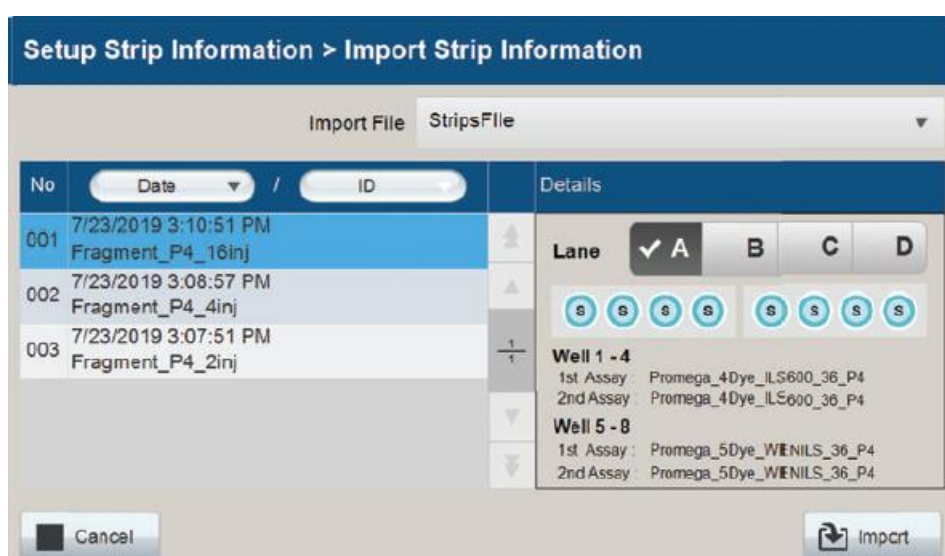 Setup Strip Information > Import Strip Information
Import File StripsFIle
No Date / ID Details
001 7/23/2019 3:10:51 PM
Fragment_P4_16inj
002 7/23/2019 3:08:57 PM
Fragment_P4_4inj
003 7/23/2019 3:07:51 PM
Fragment_P4_2inj
1
1
Lane A B C D
S S S S S S S S
Well 1 - 4
1st Assay : Promega_4Dye_ILS600_36_P4
2nd Assay : Promega_4Dye_ILS600_36_P4
Well 5 - 8
1st Assay : Promega_5Dye_WENILS_36_P4
2nd Assay : Promega_5Dye_WENILS_36_P4
Cancel Import